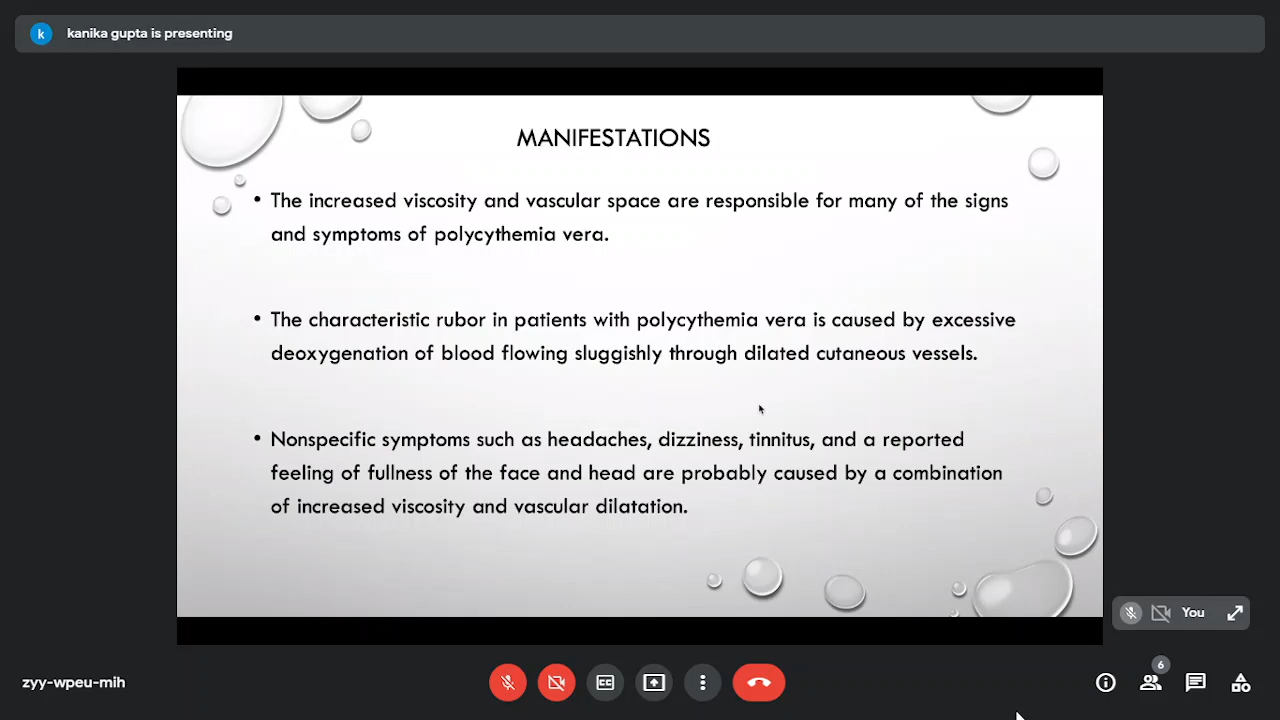 k kanika gupta is presenting
MANIFESTATIONS
• The increased viscosity and vascular space are responsible for many of the signs
and symptoms of polycythemia vera.
• The characteristic rubor in patients with polycythemia vera is caused by excessive
deoxygenation of blood flowing sluggishly through dilated cutaneous vessels.
• Nonspecific symptoms such as headaches, dizziness, tinnitus, and a reported
feeling of fullness of the face and head are probably caused by a combination
of increased viscosity and vascular dilatation.
You
6
zyy-wpeu-mih
CC